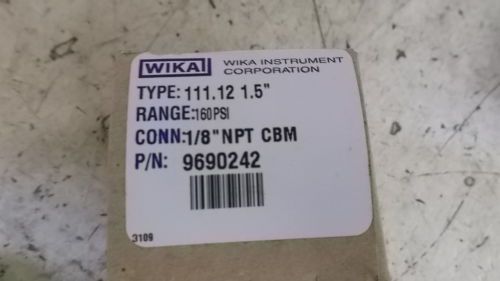 WIKA WIKA INSTRUMENT
CORPORATION
TYPE: 111.12 1.5"
RANGE:160PSI
CONN:1/8" NPT CBM
P/N: 9690242
3109